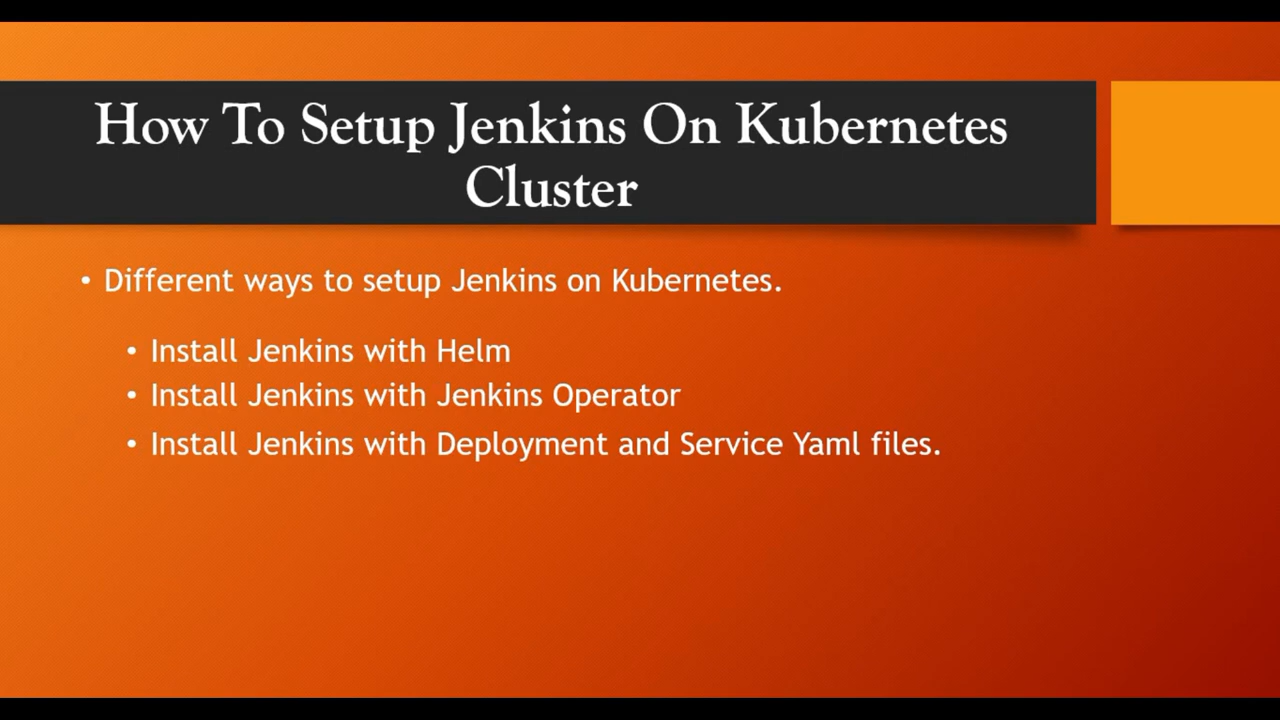 How To Setup Jenkins On Kubernetes
Cluster
• Different ways to setup Jenkins on Kubernetes.
• Install Jenkins with Helm
• Install Jenkins with Jenkins Operator
• Install Jenkins with Deployment and Service Yaml files.